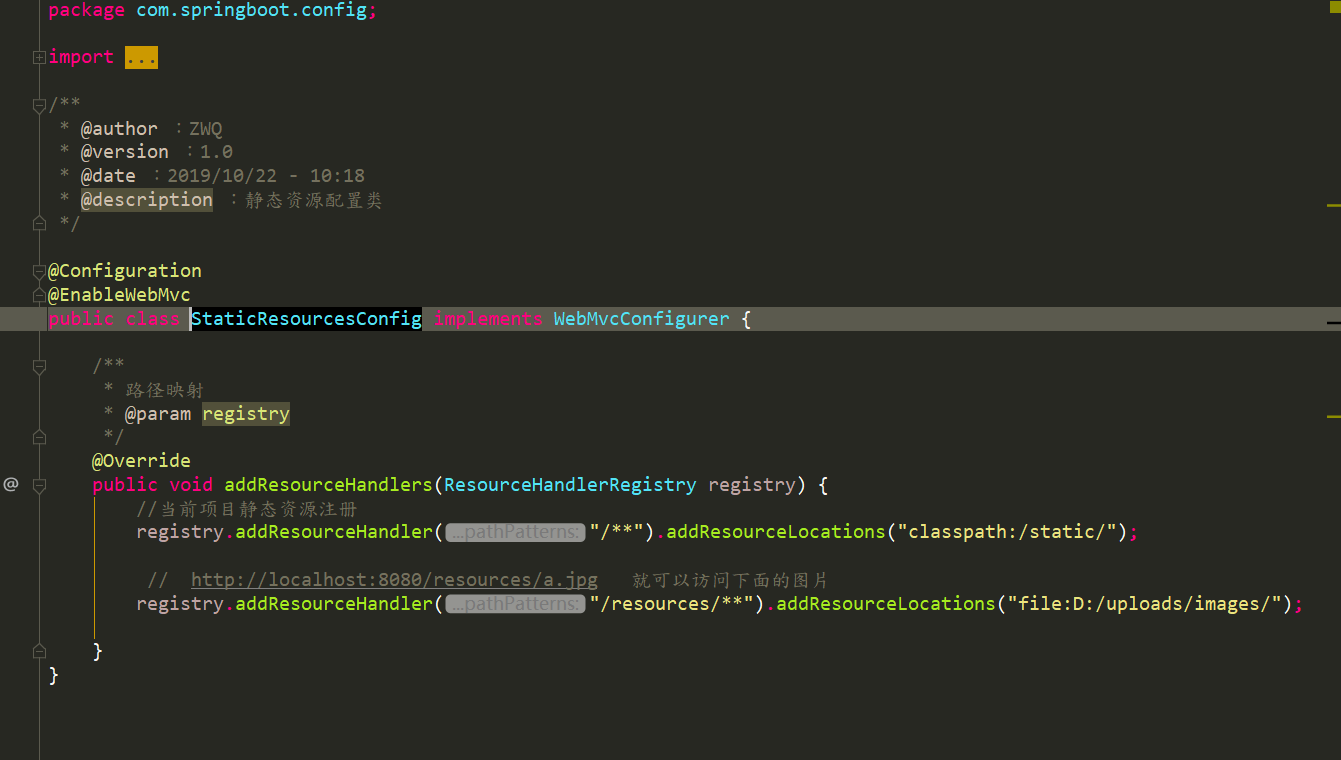 package com.springboot.config;
import ...
/**
* @author ：ZWQ
* @version ：1.0
* @date ：2019/10/22 - 10:18
* @description ：静态资源配置类
*/
@Configuration
@EnableWebMvc
public class StaticResourcesConfig implements WebMvcConfigurer {
/**
* 路径映射
* @param registry
*/
@Override
@ public void addResourceHandlers(ResourceHandlerRegistry registry) {
//当前项目静态资源注册
registry.addResourceHandler( ...pathPatterns: "/**").addResourceLocations("classpath:/static/");
// http://localhost:8080/resources/a.jpg 就可以访问下面的图片
registry.addResourceHandler( ...pathPatterns: "/resources/**").addResourceLocations("file:D:/uploads/images/");
}
}